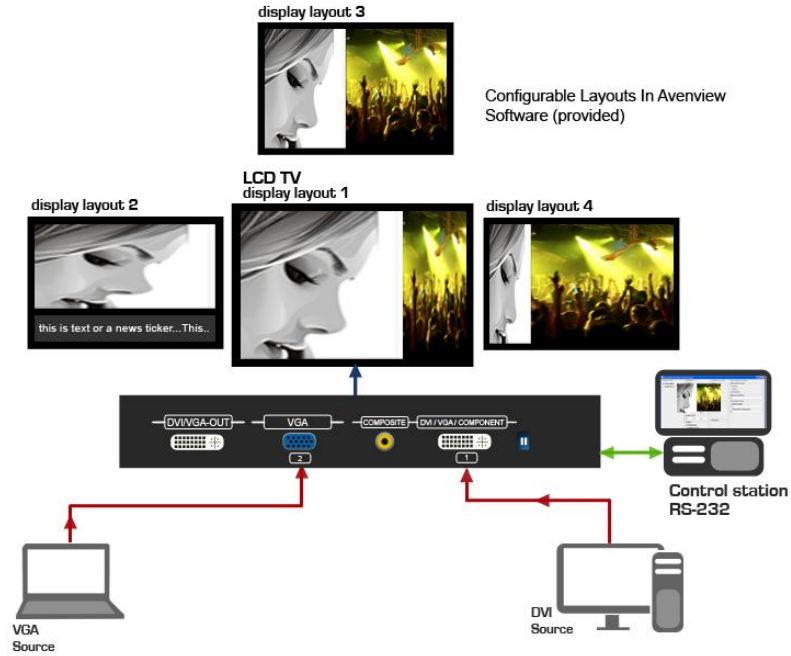 display layout 3
Configurable Layouts In Avenview
Software (provided)
LCD TV
display layout 1
display layout 2
display layout 4
this is text or a news ticker...This..
DVI/VGA-OUT
VGA
COMPOSITE
DVI / VGA / COMPONENT
2
1
Control station
RS-232
VGA
Source
DVI
Source